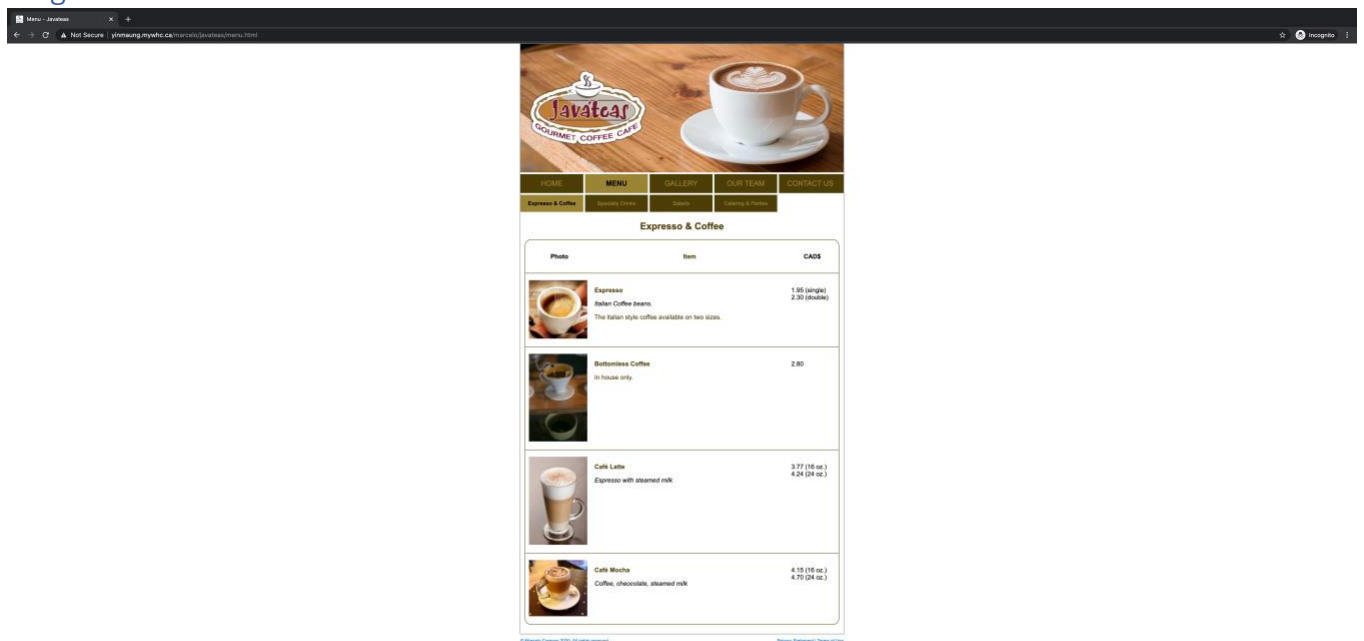 Menu - Javateas
Not Secure yinmaung.mywhc.ca/marcelo/javateas/menu.html
Incognito
Javateas
GOURMET COFFEE CAFE
HOME MENU GALLERY OUR TEAM CONTACT US
Espresso & Coffee Specialty Drinks Salads Catering & Parties
Expresso & Coffee
Photo Item CAD$
Espresso
Italian Coffee beans.
The italian style coffee available on two sizes.
1.95 (single)
2.30 (double)
Bottomless Coffee
In house only.
2.80
Café Latte
Espresso with steamed milk
3.77 (16 oz.)
4.24 (24 oz.)
Café Mocha
Coffee, cheocolate, steamed milk
4.15 (16 oz.)
4.70 (24 oz.)